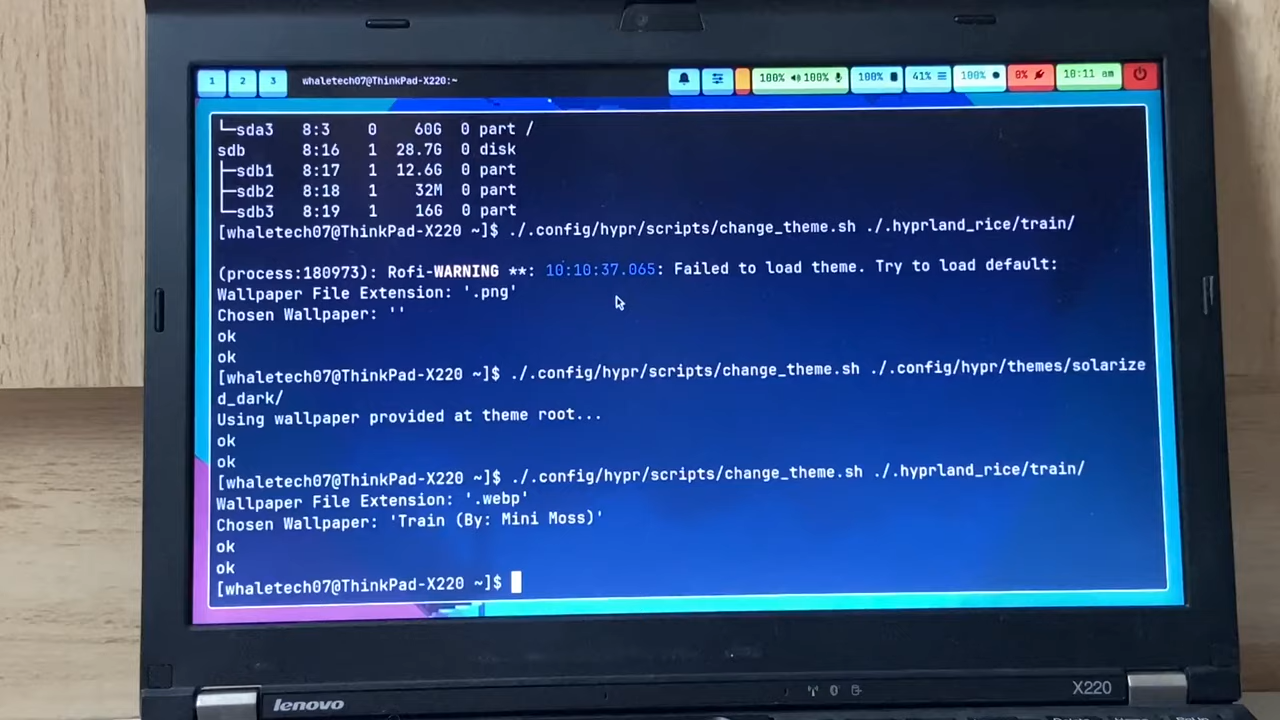 1 2 3 whaletech07@ThinkPad-X220:~ 100% 100% 100% 41% 100% 0% 10:11 am
└─sda3 8:3 0 60G 0 part /
sdb 8:16 1 28.7G 0 disk
├─sdb1 8:17 1 12.6G 0 part
├─sdb2 8:18 1 32M 0 part
└─sdb3 8:19 1 16G 0 part
[whaletech07@ThinkPad-X220 ~]$ ./.config/hypr/scripts/change_theme.sh ./.hyprland_rice/train/
(process:180973): Rofi-WARNING **: 10:10:37.065: Failed to load theme. Try to load default:
Wallpaper File Extension: '.png'
Chosen Wallpaper: ''
ok
ok
[whaletech07@ThinkPad-X220 ~]$ ./.config/hypr/scripts/change_theme.sh ./.config/hypr/themes/solarize
d_dark/
Using wallpaper provided at theme root...
ok
ok
[whaletech07@ThinkPad-X220 ~]$ ./.config/hypr/scripts/change_theme.sh ./.hyprland_rice/train/
Wallpaper File Extension: '.webp'
Chosen Wallpaper: 'Train (By: Mini Moss)'
ok
ok
[whaletech07@ThinkPad-X220 ~]$
lenovo
X220